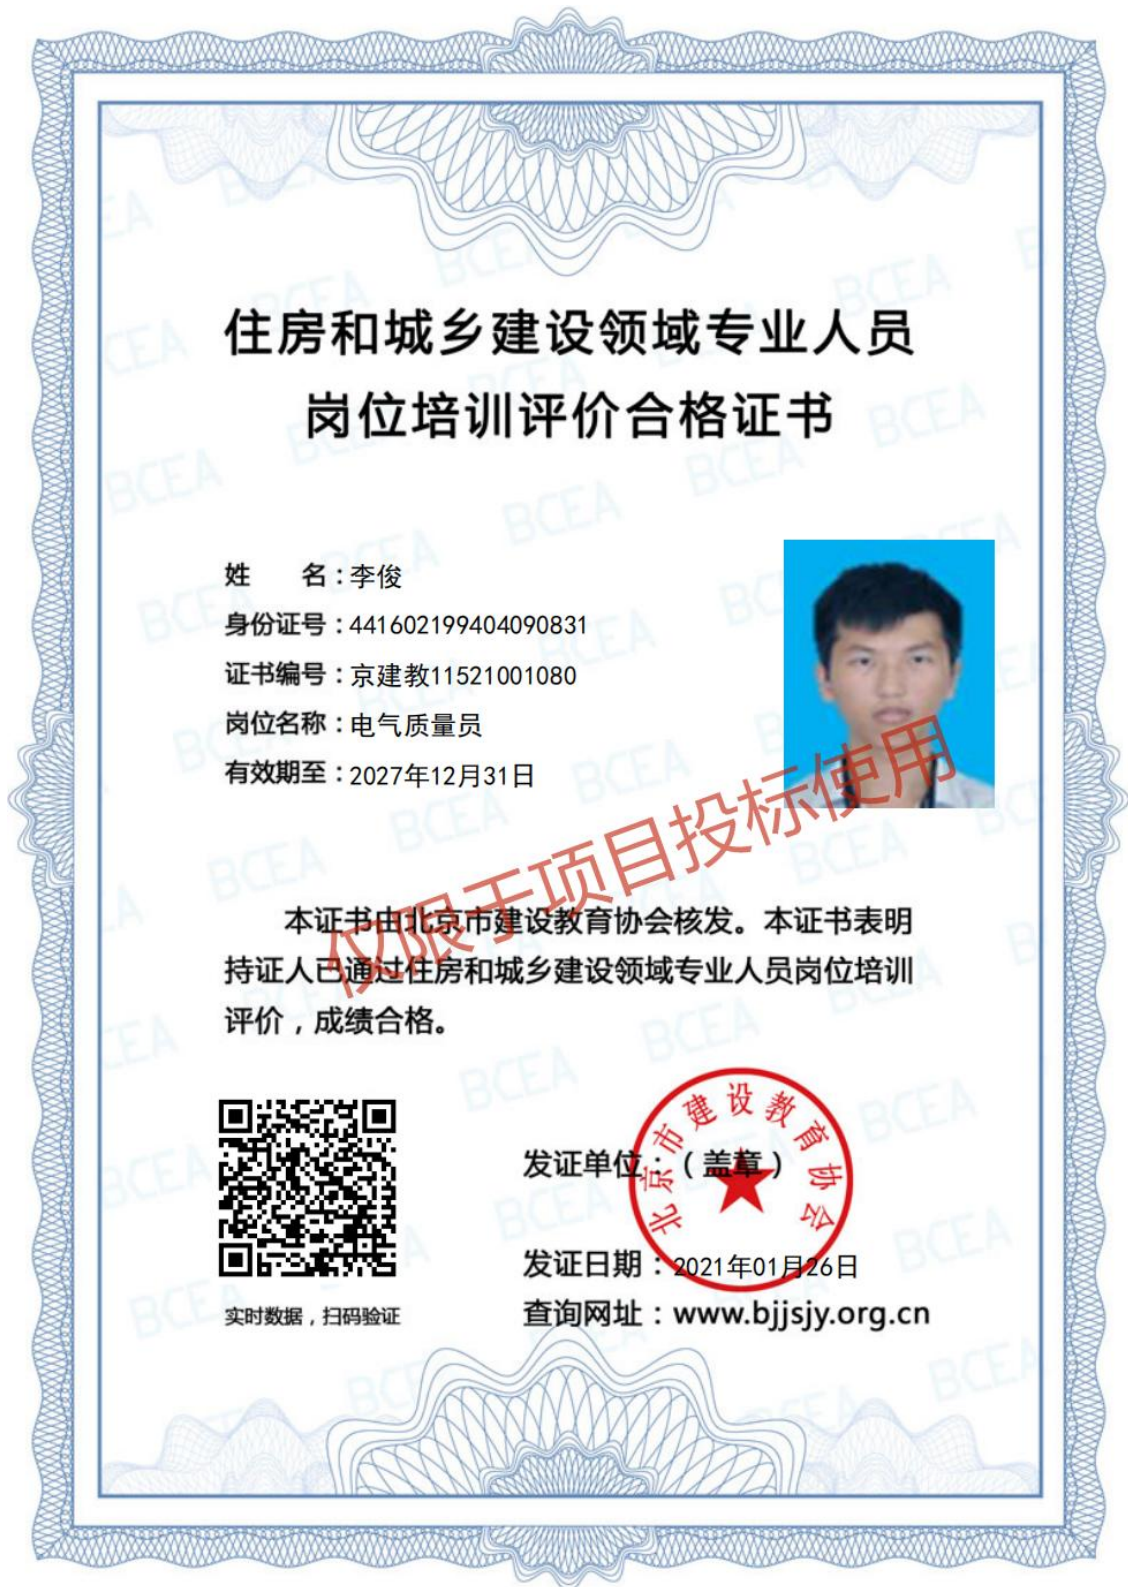 住房和城乡建设领域专业人员
岗位培训评价合格证书
姓 名：李俊
身份证号：441602199404090831
证书编号：京建教11521001080
岗位名称：电气质量员
有效期至：2027年12月31日
仅限于项目投标使用
本证书由北京市建设教育协会核发。本证书表明
持证人已通过住房和城乡建设领域专业人员岗位培训
评价，成绩合格。
北京市建设教育协会
发证单位：（盖章）
发证日期：2021年01月26日
查询网址：www.bjjsjy.org.cn
实时数据，扫码验证
BCEA